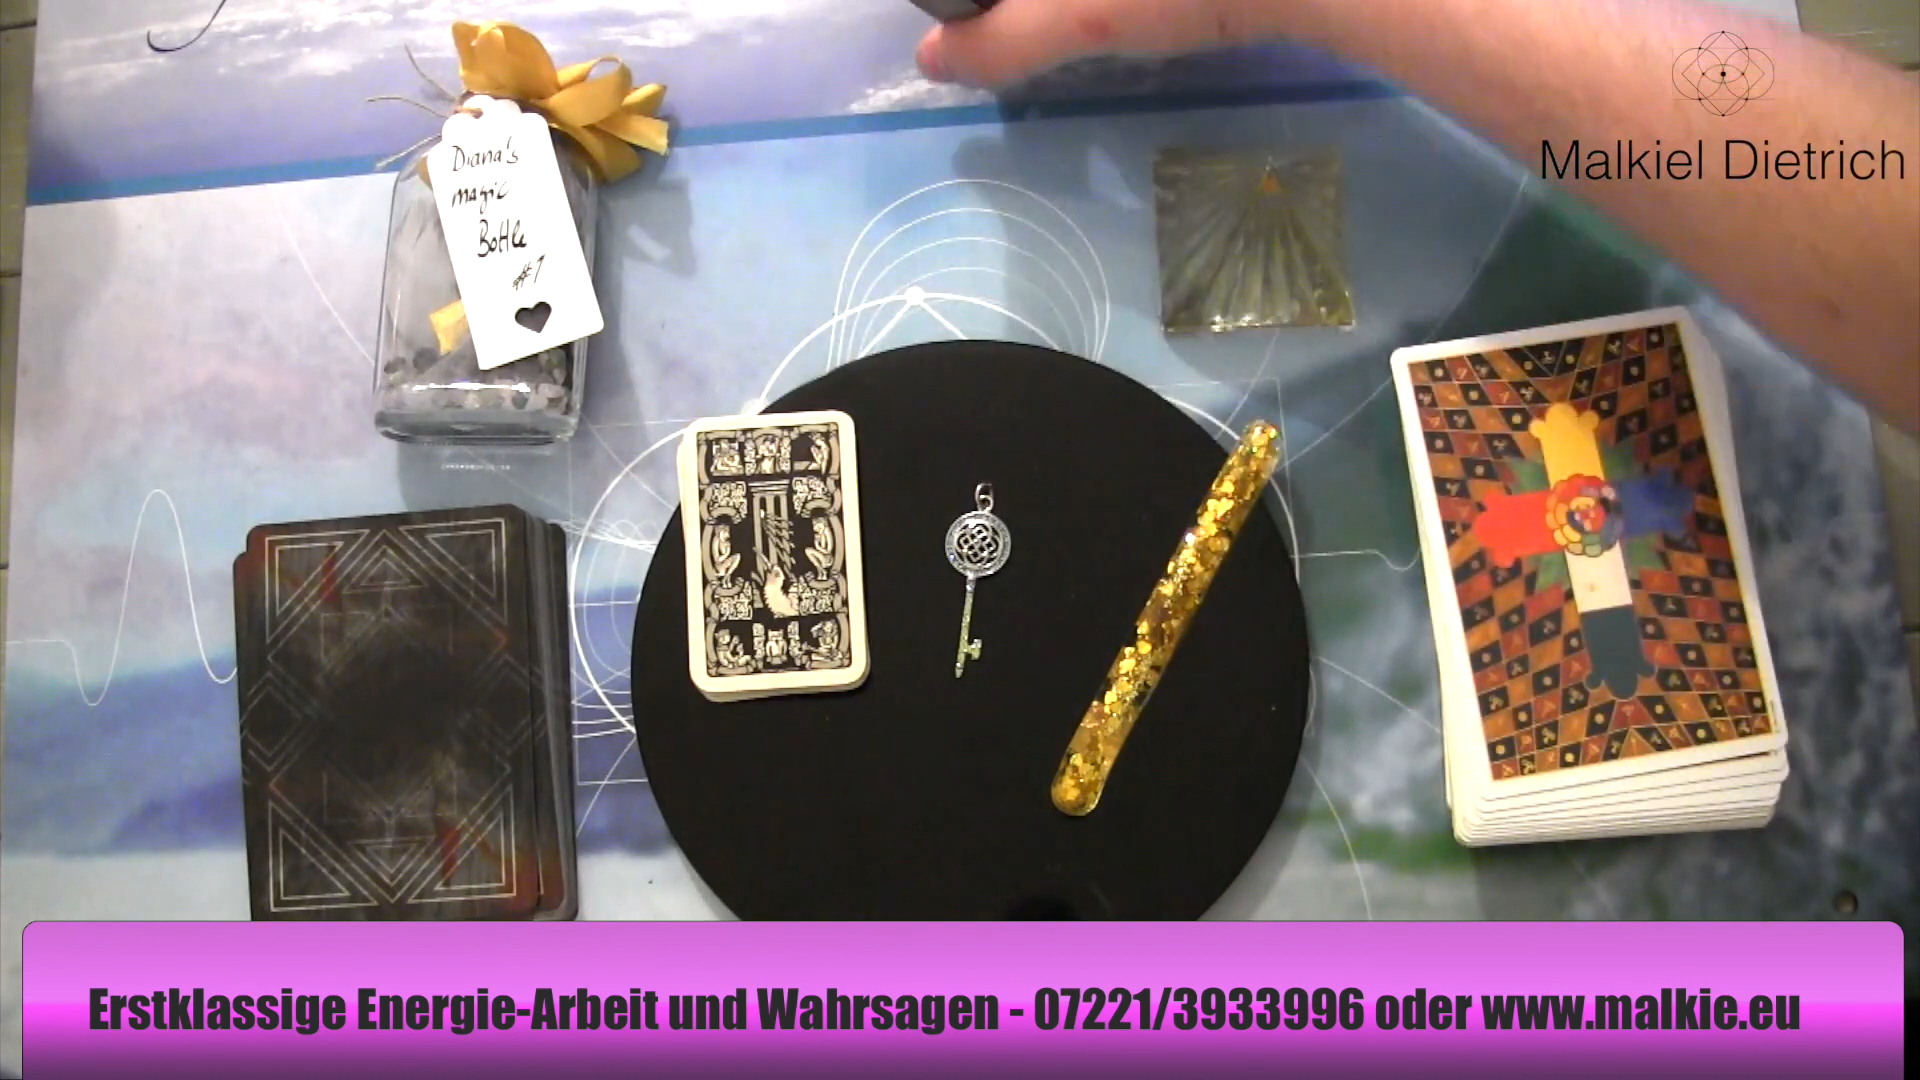 Diana's
magic
Bottle
#1
Malkiel Dietrich
Erstklassige Energie-Arbeit und Wahrsagen - 07221/3933996 oder www.malkie.eu